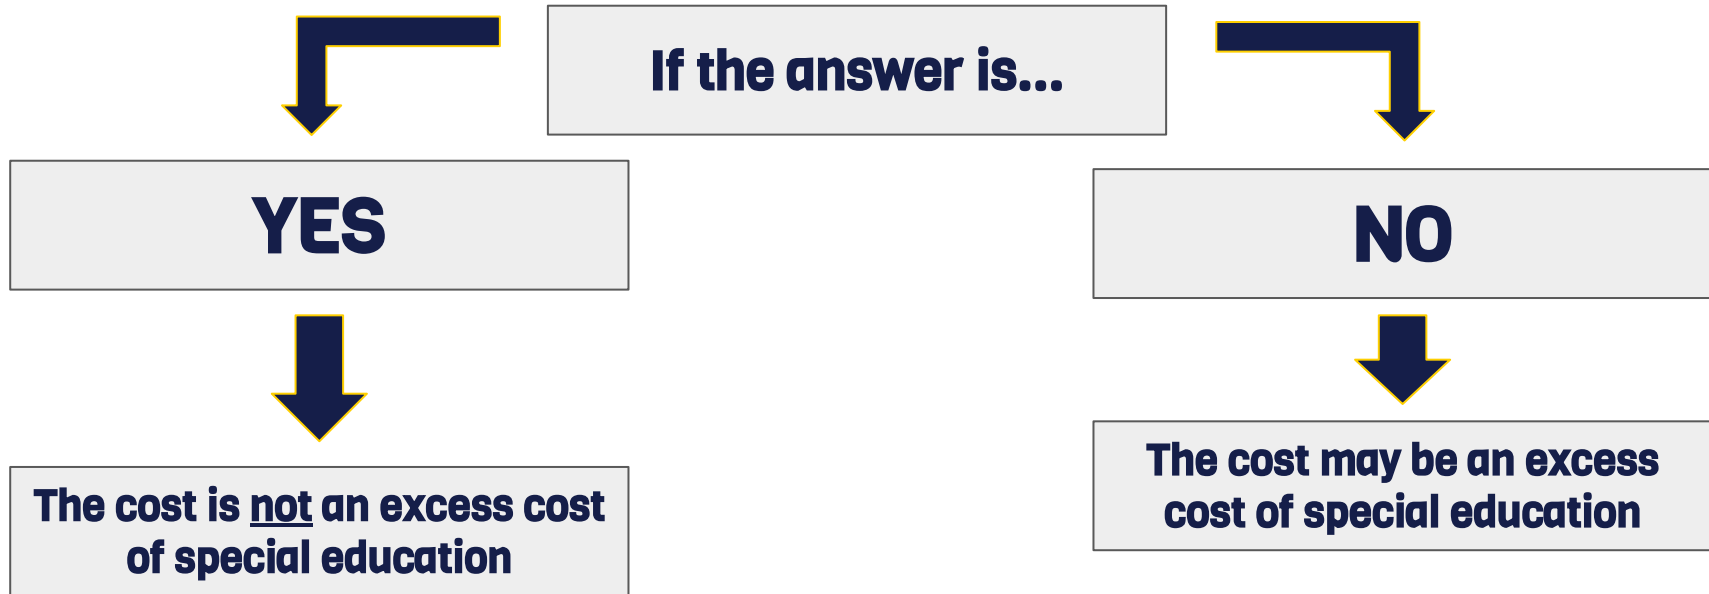 If the answer is...
YES
NO
The cost is not an excess cost
of special education
The cost may be an excess
cost of special education